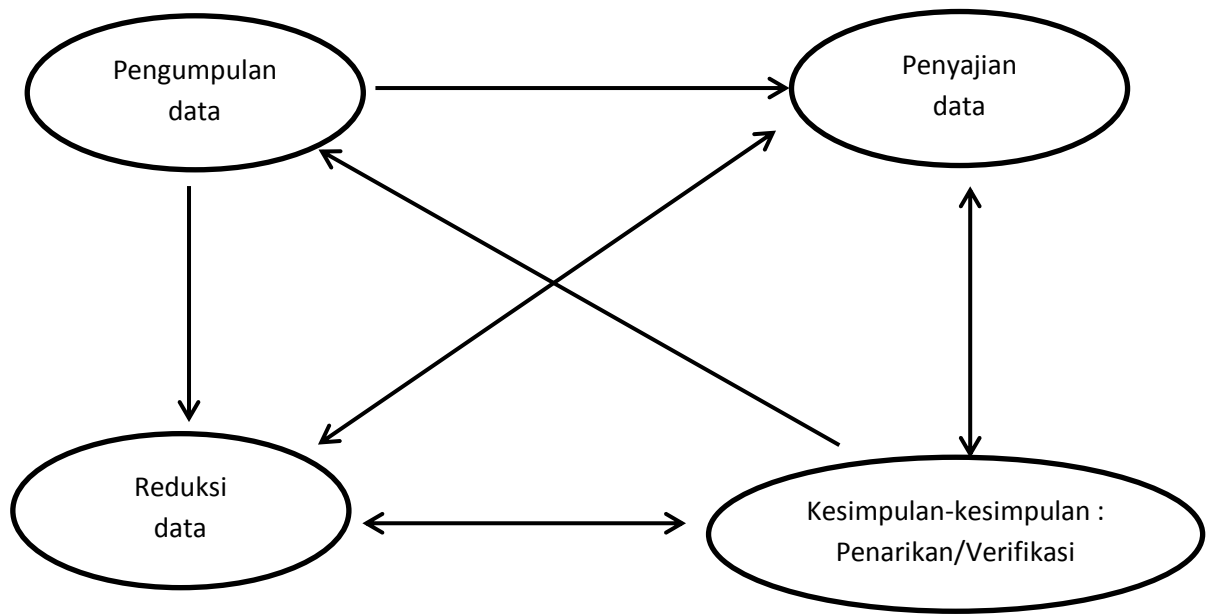 Pengumpulan
data
Penyajian
data
Reduksi
data
Kesimpulan-kesimpulan :
Penarikan/Verifikasi